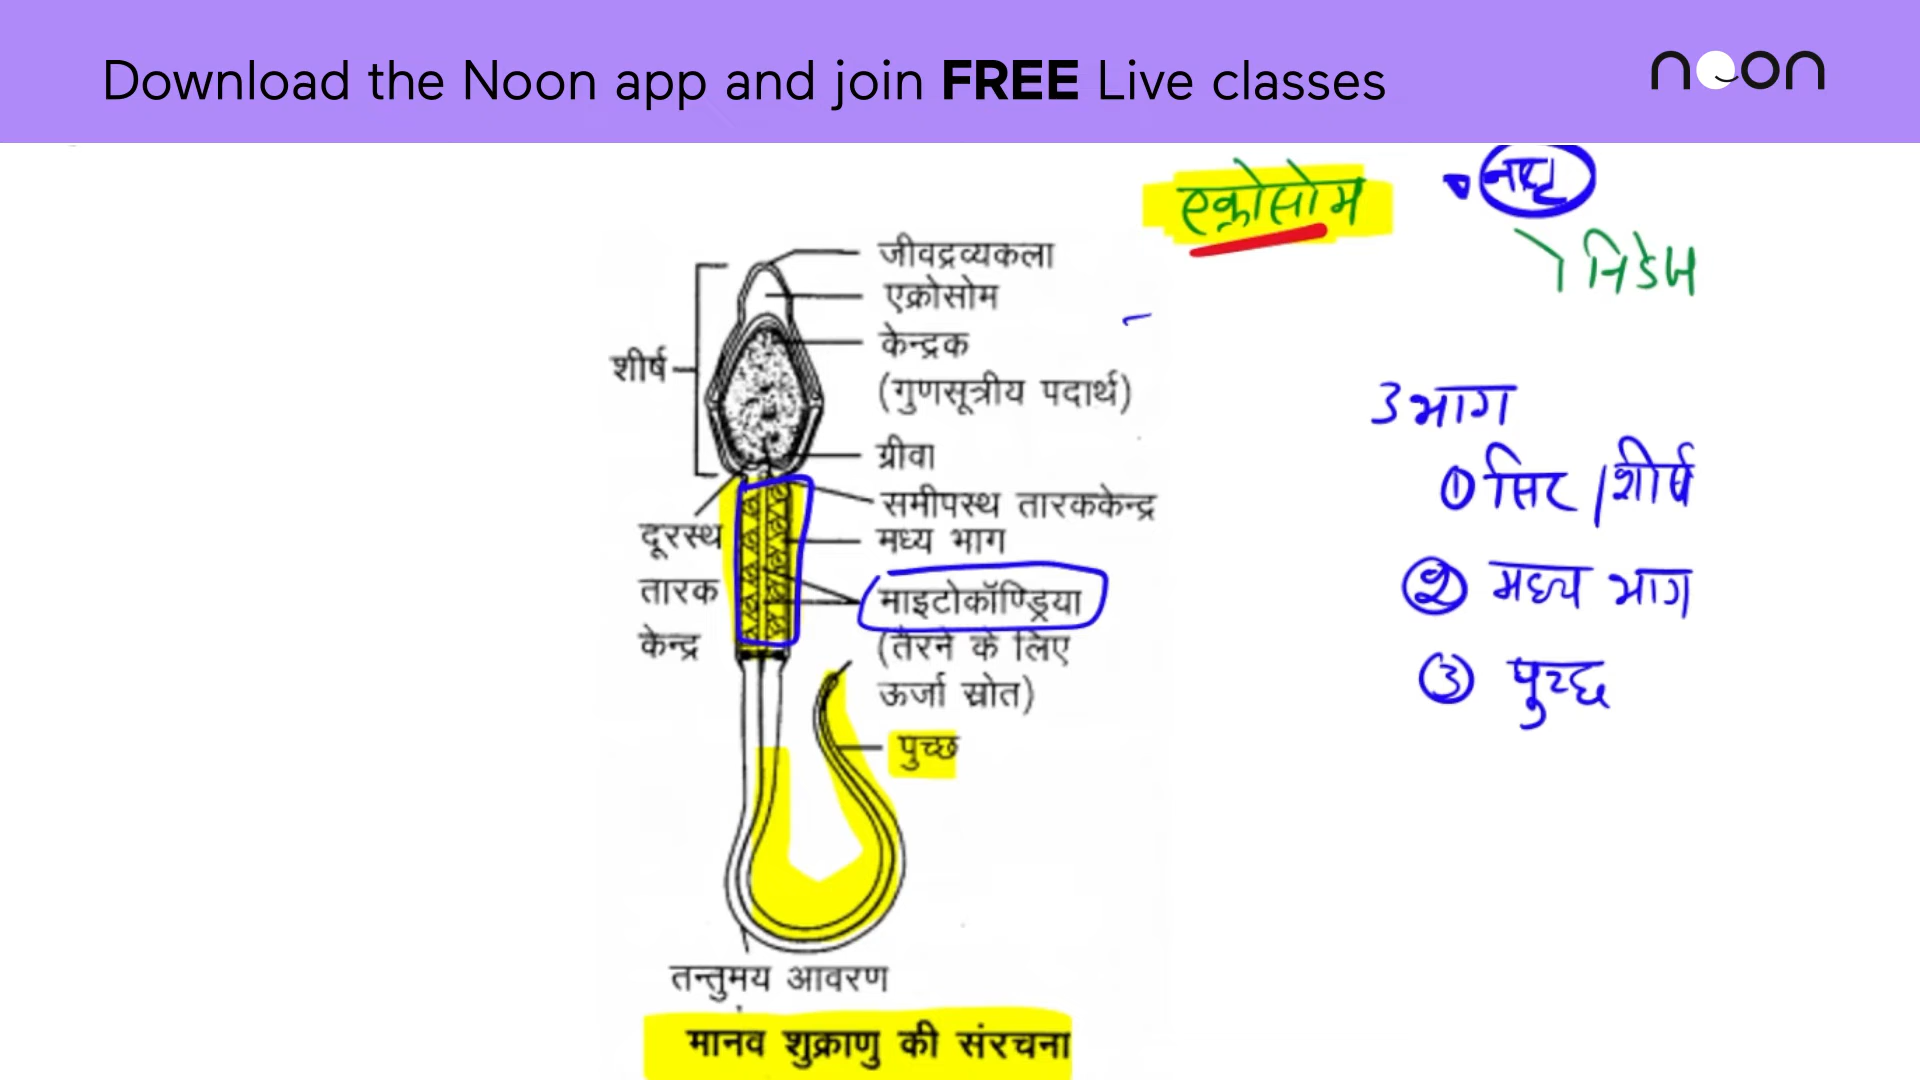 Download the Noon app and join FREE Live classes
noon
एक्रोसोम
जीवद्रव्यकला
एक्रोसोम
केन्द्रक
(गुणसूत्रीय पदार्थ)
शीर्ष
ग्रीवा
समीपस्थ तारककेन्द्र
मध्य भाग
दूरस्थ
तारक
केन्द्र
माइटोकॉण्ड्रिया
(तैरने के लिए
ऊर्जा स्रोत)
पुच्छ
तन्तुमय आवरण
मानव शुक्राणु की संरचना
3 भाग
① सिर / शीर्ष
② मध्य भाग
③ पुच्छ